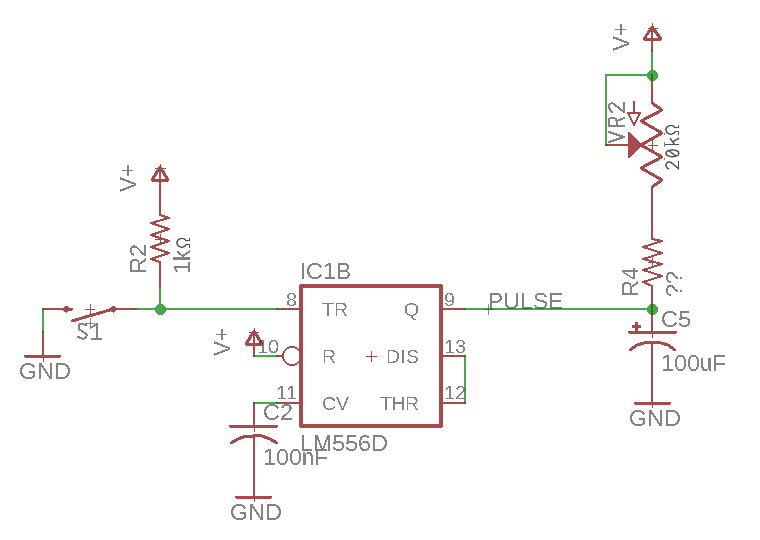 V+
VR2
20kΩ
V+
R2
1kΩ
R4
??
IC1B
8
TR
Q
9
PULSE
S1
C5
V+
10
R
DIS
13
100uF
GND
11
CV
THR
12
C2
GND
LM556D
100nF
GND